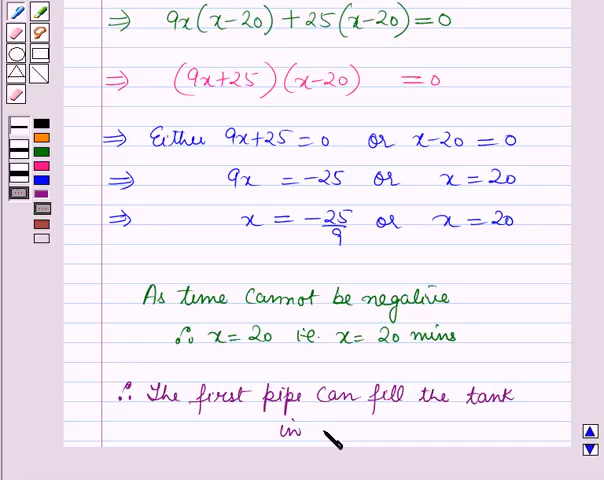 ⇒ 9x(x-20)+25(x-20)=0
⇒ (9x+25)(x-20) =0
⇒ Either 9x+25=0 or x-20=0
⇒ 9x = -25 or x=20
⇒ x = -25/9 or x=20
As time cannot be negative
∴ x=20 i.e. x= 20 mins
∴ The first pipe can fill the tank
in